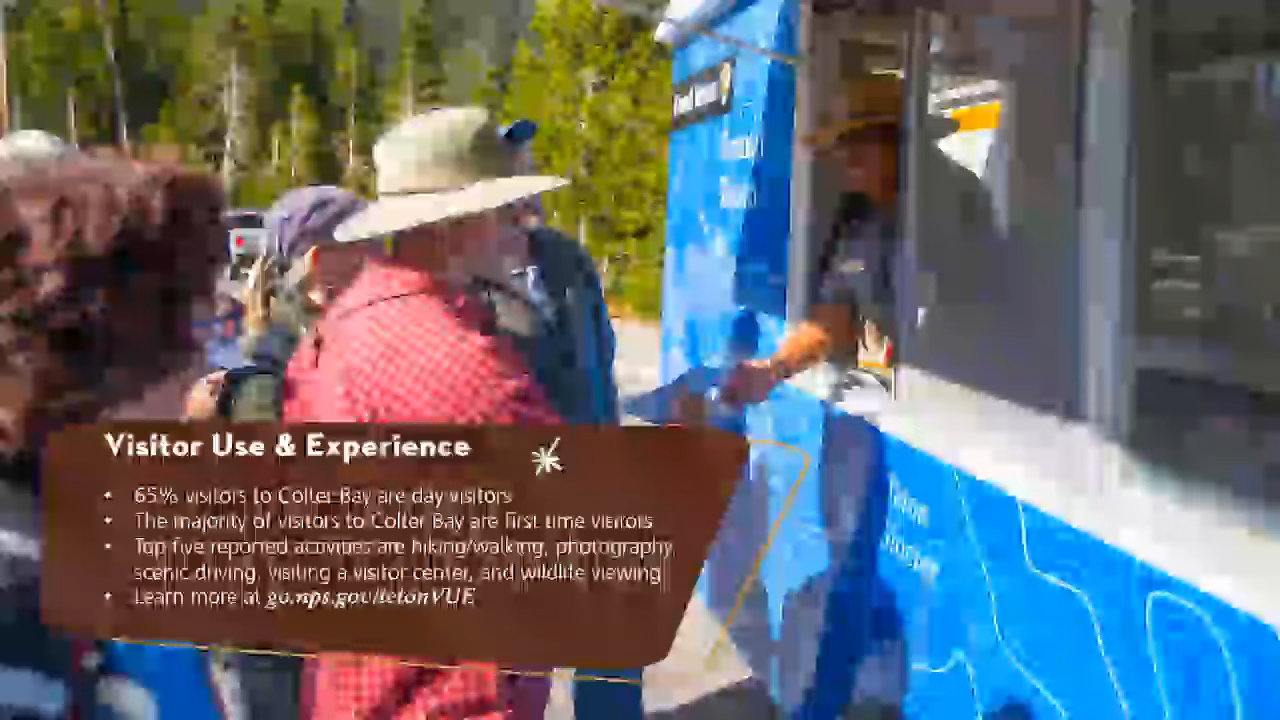 Visitor Use & Experience
• 65% visitors to Colter Bay are day visitors
• The majority of visitors to Colter Bay are first time visitors
• Top five reported activities are hiking/walking, photography,
scenic driving, visiting a visitor center, and wildlife viewing
• Learn more at go.nps.gov/tetonVUE